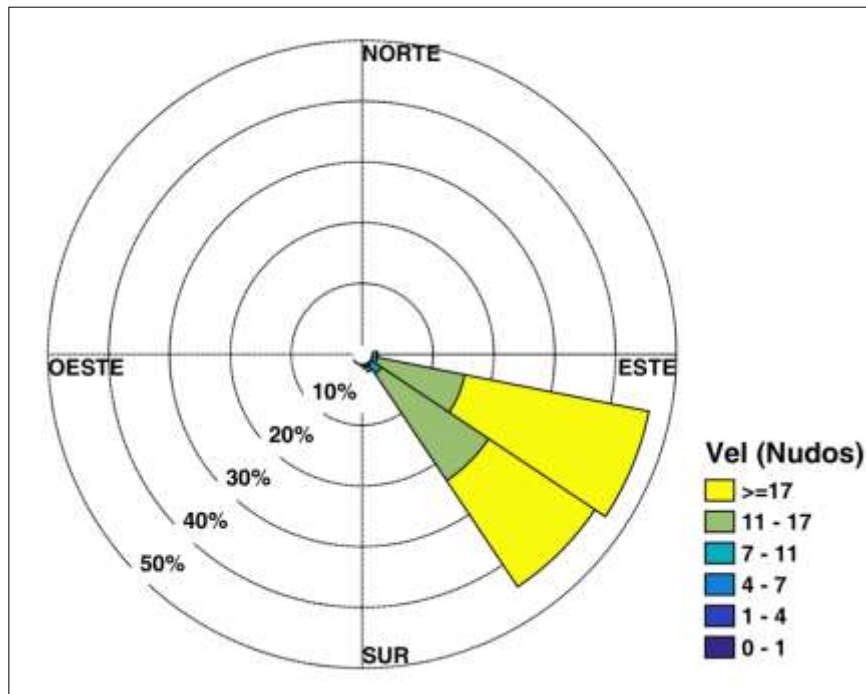 NORTE
OESTE
ESTE
10%
20%
30%
40%
50%
SUR
Vel (Nudos)
>=17
11 - 17
7 - 11
4 - 7
1 - 4
0 - 1